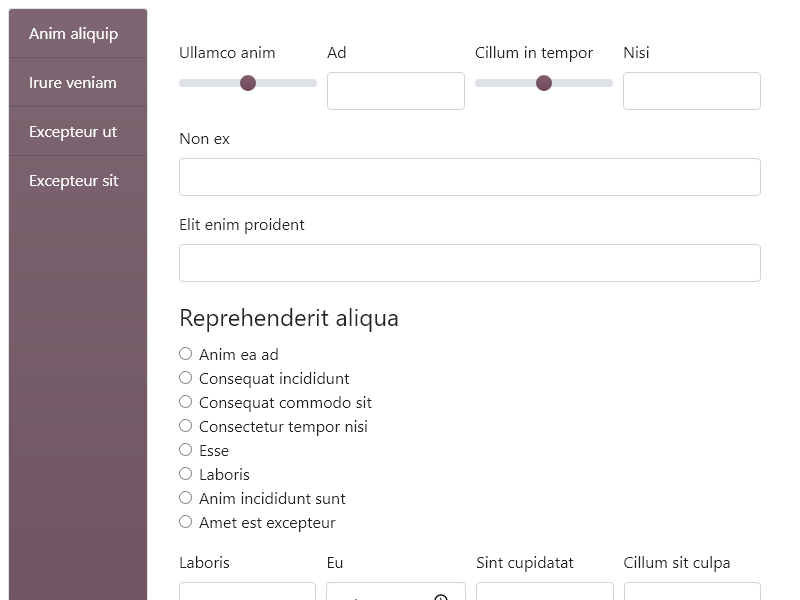 Anim aliquip
Irure veniam
Excepteur ut
Excepteur sit
Ullamco anim
Ad
Cillum in tempor
Nisi
Non ex
Elit enim proident
Reprehenderit aliqua
Anim ea ad
Consequat incididunt
Consequat commodo sit
Consectetur tempor nisi
Esse
Laboris
Anim incididunt sunt
Amet est excepteur
Laboris
Eu
Sint cupidatat
Cillum sit culpa